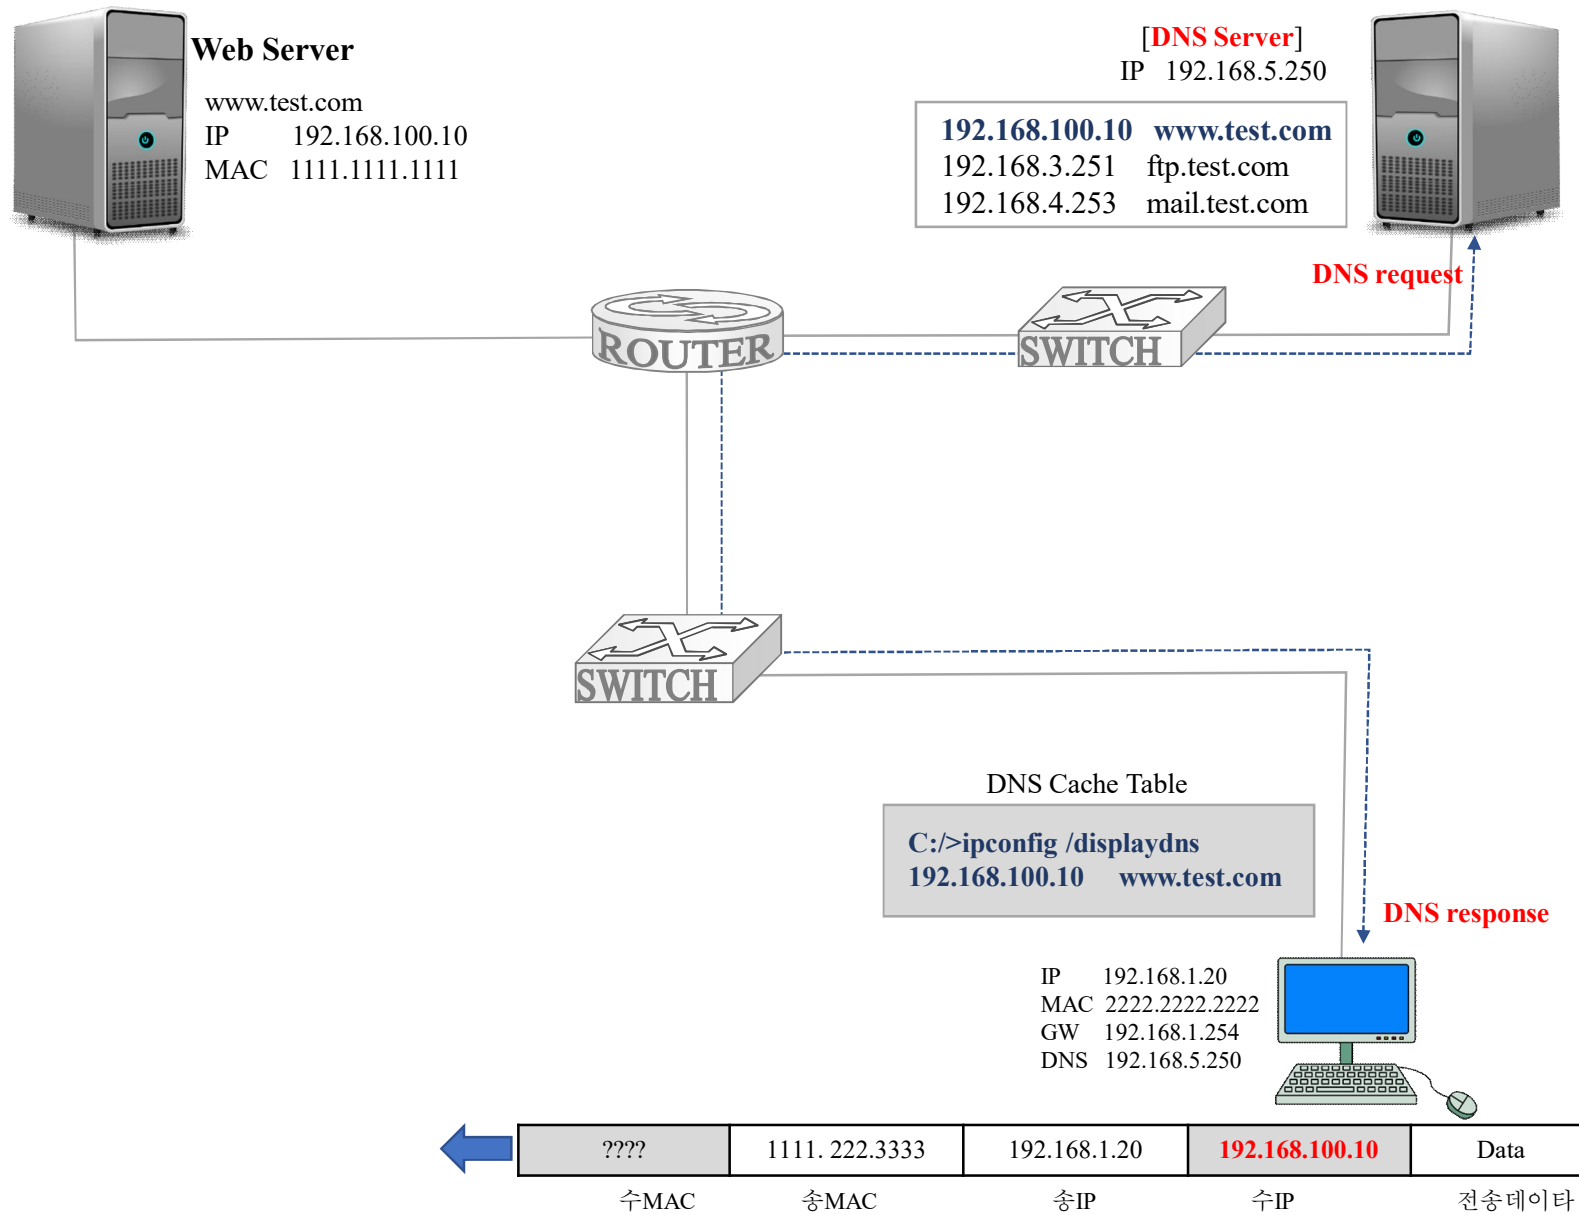 Web Server
www.test.com
IP 192.168.100.10
MAC 1111.1111.1111
[DNS Server]
IP 192.168.5.250
192.168.100.10 www.test.com
192.168.3.251 ftp.test.com
192.168.4.253 mail.test.com
DNS request
ROUTER
SWITCH
SWITCH
DNS Cache Table
C:/>ipconfig /displaydns
192.168.100.10 www.test.com
DNS response
IP 192.168.1.20
MAC 2222.2222.2222
GW 192.168.1.254
DNS 192.168.5.250
???? 1111. 222.3333 192.168.1.20 192.168.100.10 Data
수MAC 송MAC 송IP 수IP 전송데이타